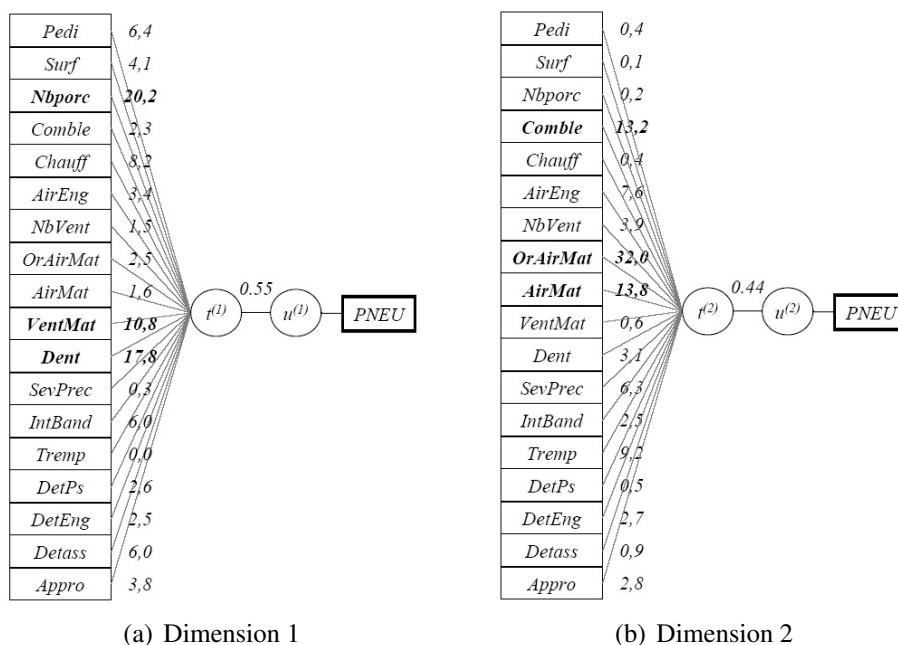 Pedi 6,4
Surf 4,1
Nbporc 20,2
Comble 2,3
Chauff 8,2
AirEng 3,4
NbVent 1,5
OrAirMat 2,5
AirMat 1,6
VentMat 10,8
Dent 17,8
SevPrec 0,3
IntBand 6,0
Tremp 0,0
DetPs 2,6
DetEng 2,5
Detass 6,0
Appro 3,8
0.55
t(1) u(1) PNEU
(a) Dimension 1
Pedi 0,4
Surf 0,1
Nbporc 0,2
Comble 13,2
Chauff 0,4
AirEng 7,6
NbVent 3,9
OrAirMat 32,0
AirMat 13,8
VentMat 0,6
Dent 3,1
SevPrec 6,3
IntBand 2,5
Tremp 9,2
DetPs 0,5
DetEng 2,7
Detass 0,9
Appro 2,8
0.44
t(2) u(2) PNEU
(b) Dimension 2